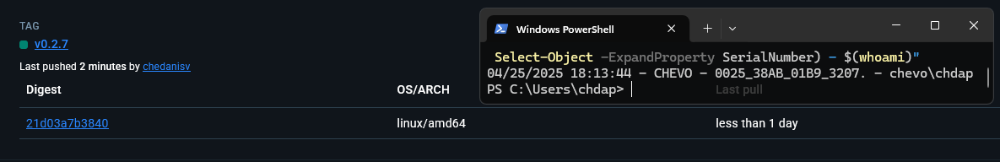 TAG
v0.2.7
Last pushed 2 minutes by chedanisv
Digest
OS/ARCH
Last pull
21d03a7b3840
linux/amd64
less than 1 day
Windows PowerShell
Select-Object -ExpandProperty SerialNumber) - $(whoami)"
04/25/2025 18:13:44 - CHEVO - 0025_38AB_01B9_3207. - chevo\chdap
PS C:\Users\chdap>